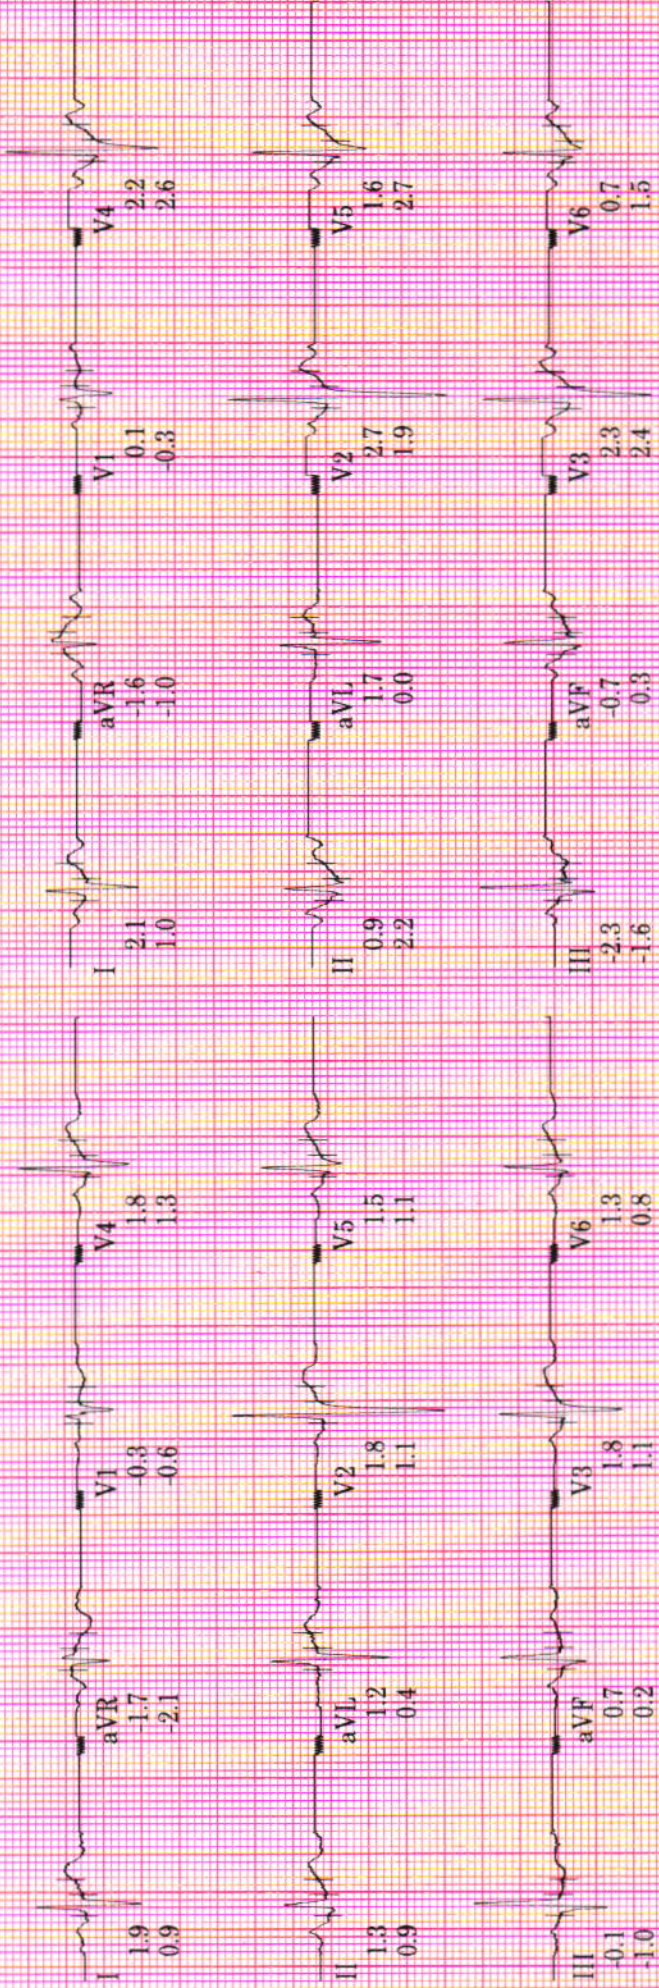 I aVR V1 V4
1.9 -1.7 -0.3 1.8
0.9 -2.1 -0.6 1.3
II aVL V2 V5
1.3 1.2 1.8 1.5
0.9 0.4 1.1 1.1
III aVF V3 V6
-0.1 0.7 1.8 1.3
-1.0 0.2 1.1 0.8
I aVR V1 V4
2.1 -1.6 0.1 2.2
1.0 -1.0 -0.3 2.6
II aVL V2 V5
0.9 1.7 2.7 1.6
2.2 0.0 1.9 2.7
III aVF V3 V6
-2.3 -0.7 2.3 0.7
-1.6 0.3 2.4 1.5